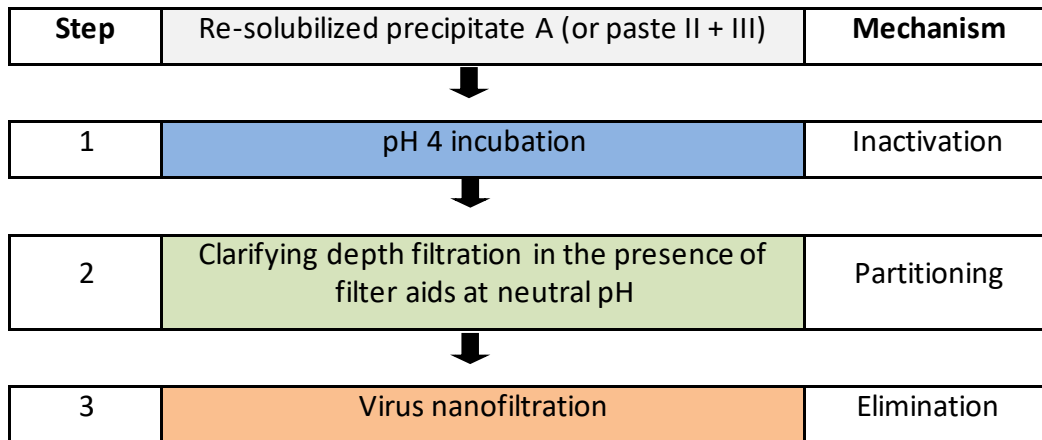 Step Re-solubilized precipitate A (or paste II + III) Mechanism
1 pH 4 incubation Inactivation
2 Clarifying depth filtration in the presence of filter aids at neutral pH Partitioning
3 Virus nanofiltration Elimination